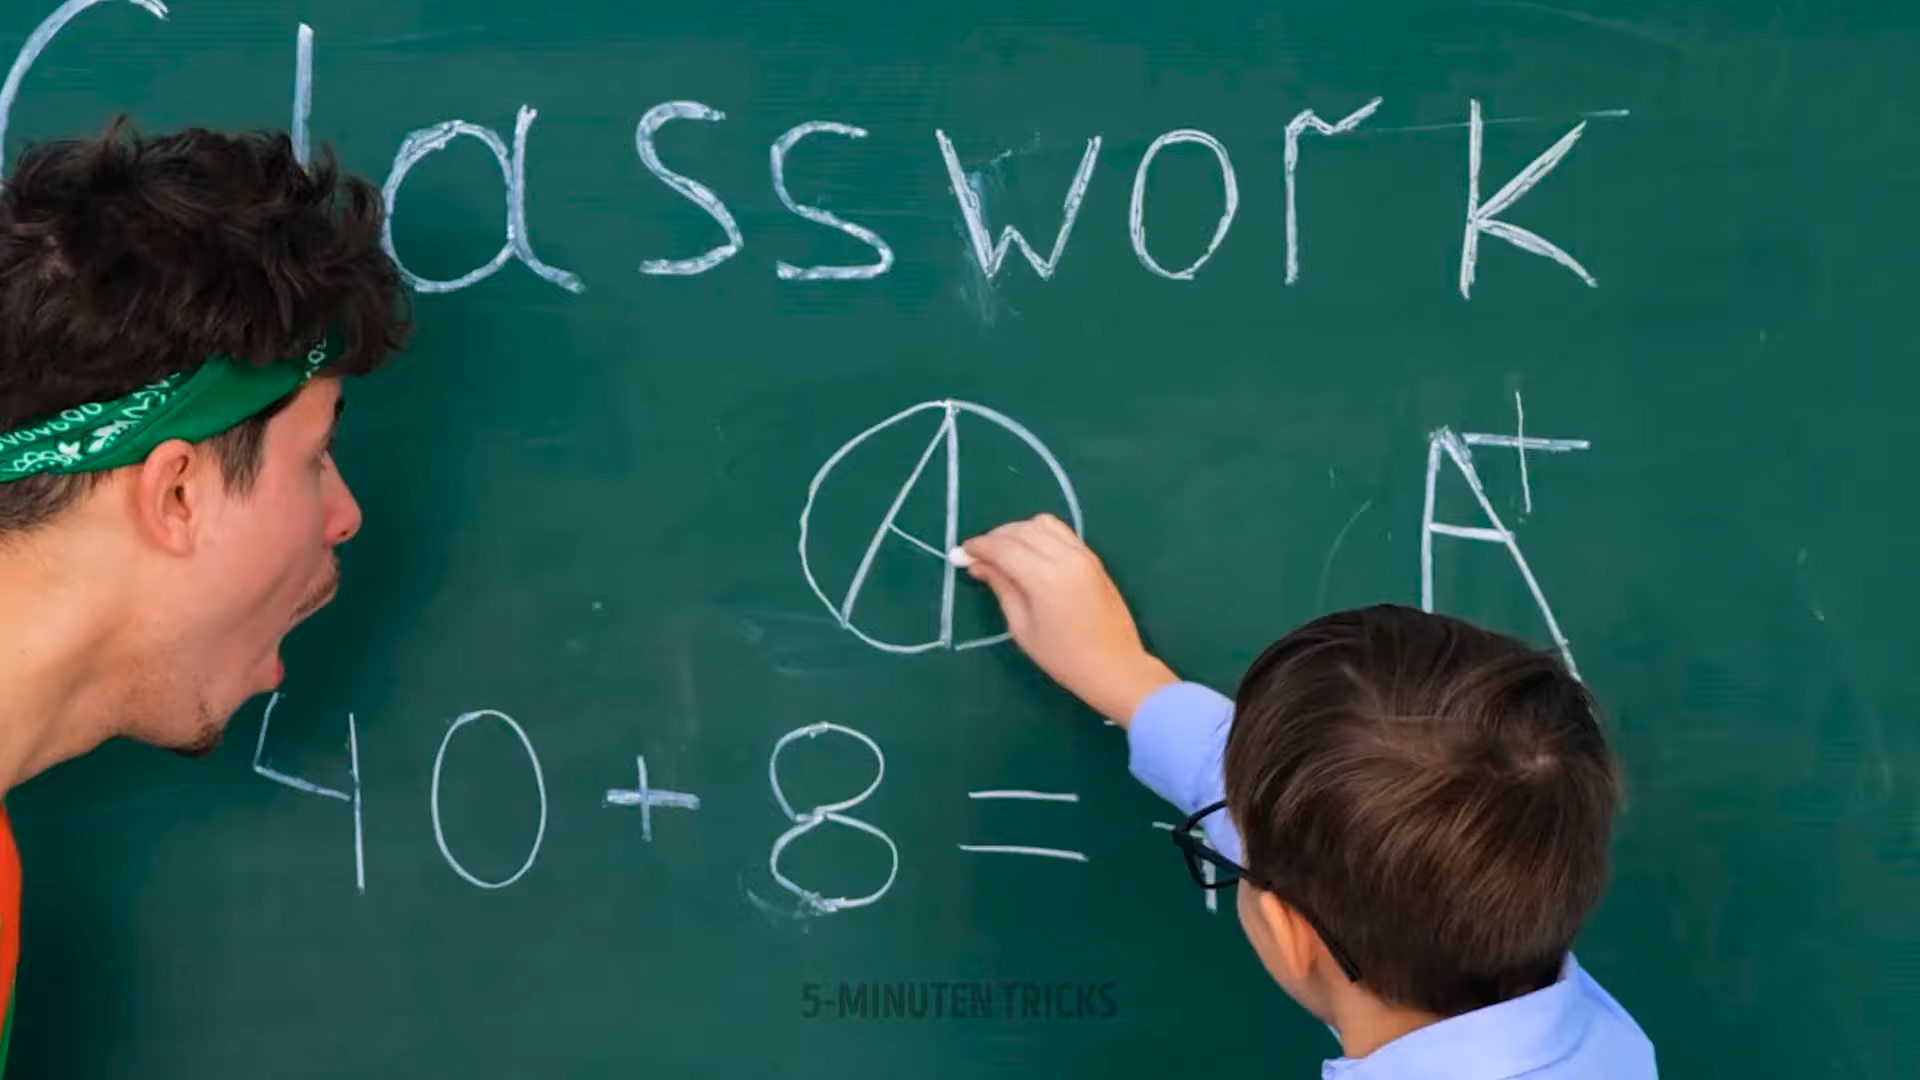 Classwork
A A+
40 + 8 =
5-MINUTEN TRICKS